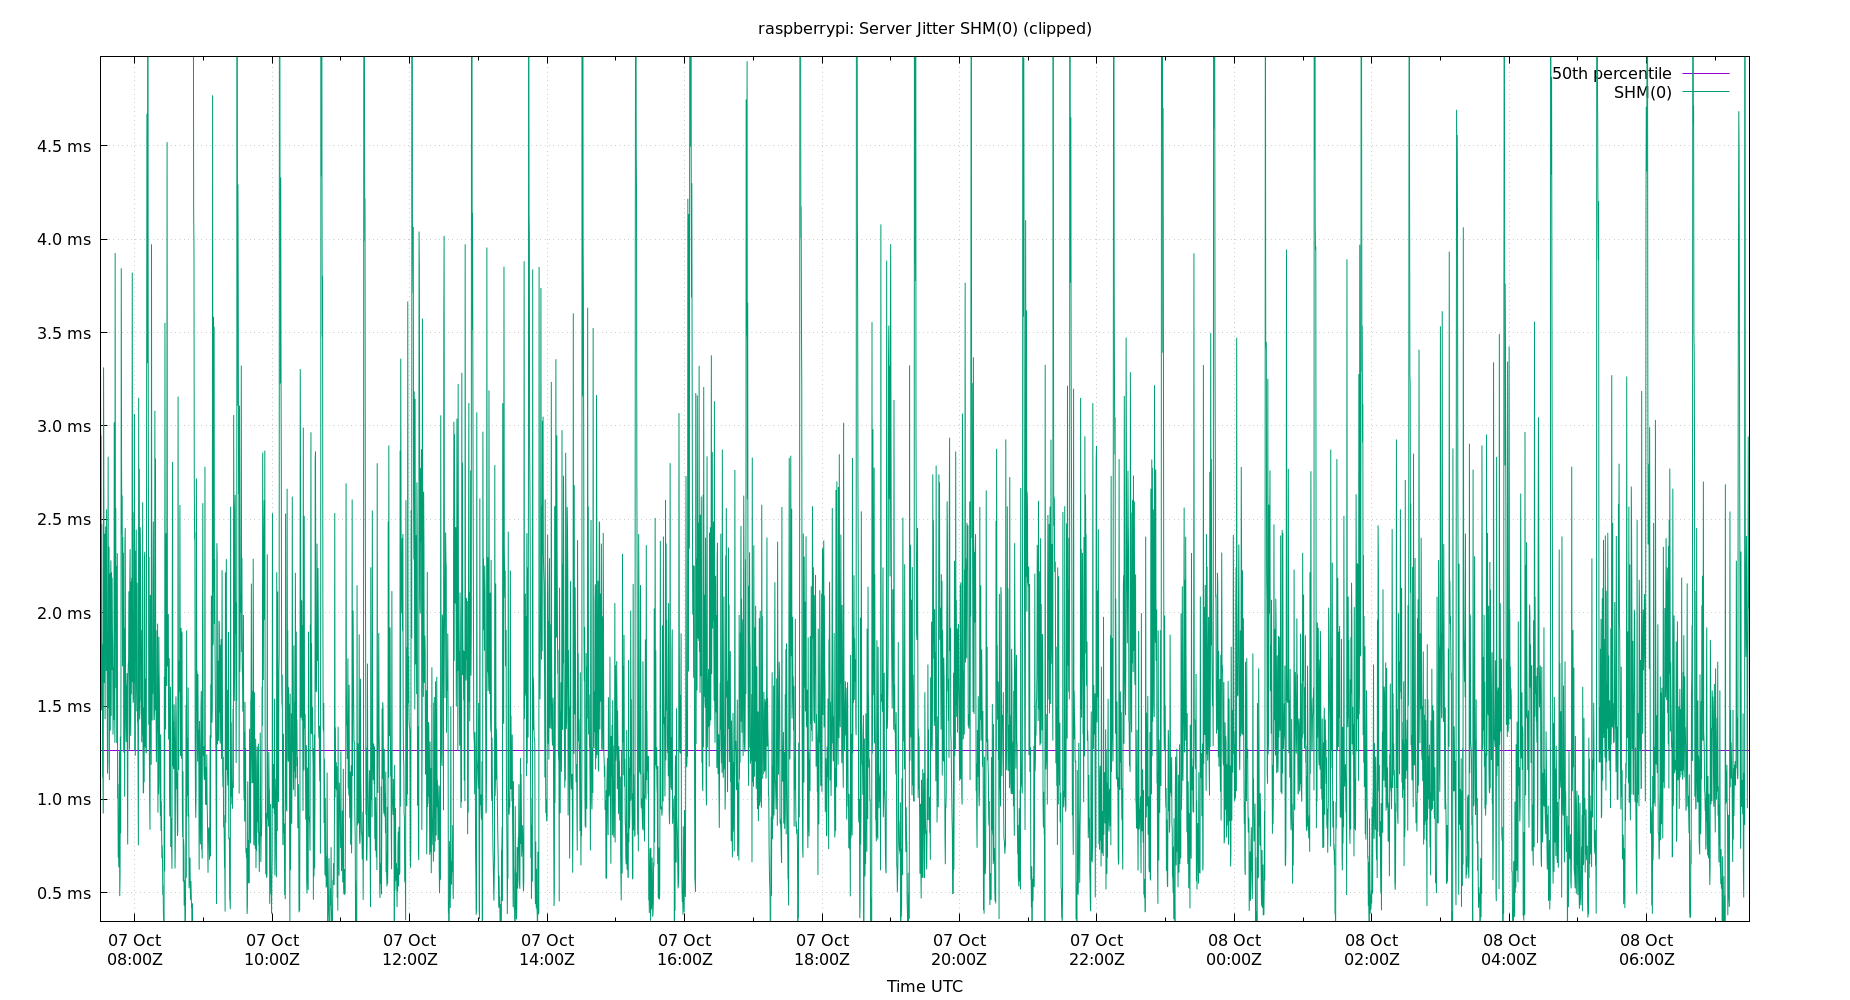 raspberrypi: Server Jitter SHM(0) (clipped)
50th percentile
SHM(0)
4.5 ms
4.0 ms
3.5 ms
3.0 ms
2.5 ms
2.0 ms
1.5 ms
1.0 ms
0.5 ms
07 Oct 07 Oct 07 Oct 07 Oct 07 Oct 07 Oct 07 Oct 07 Oct 08 Oct 08 Oct 08 Oct 08 Oct
08:00Z 10:00Z 12:00Z 14:00Z 16:00Z 18:00Z 20:00Z 22:00Z 00:00Z 02:00Z 04:00Z 06:00Z
Time UTC